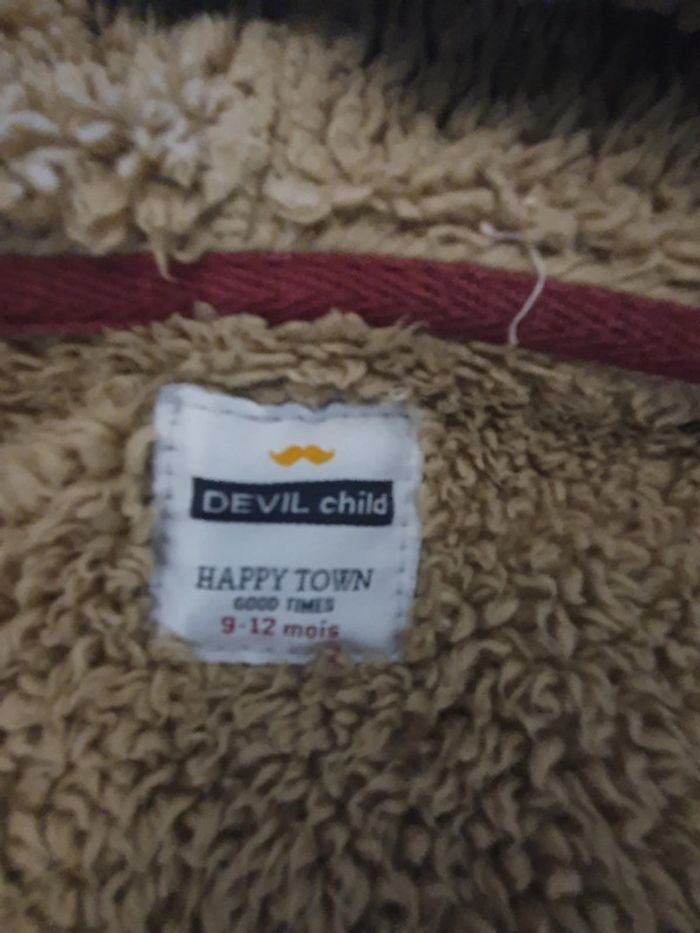 DEVIL child
HAPPY TOWN
GOOD TIMES
9-12 mois